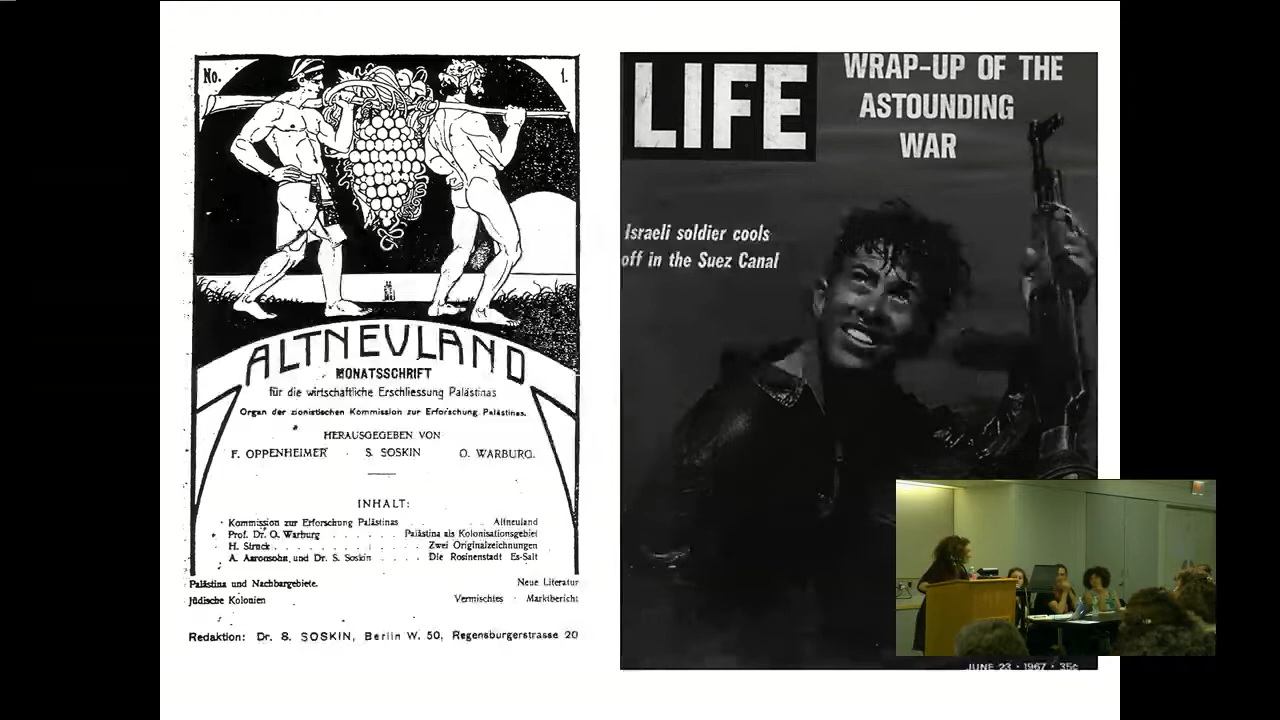 No. 1.
ALTNEVLAND
MONATSSCHRIFT
für die wirtschaftliche Erschliessung Palästinas
Organ der zionistischen Kommission zur Erforschung Palästinas.
HERAUSGEGEBEN VON
F. OPPENHEIMER · S. SOSKIN O. WARBURG.
INHALT:
Kommission zur Erforschung Palästinas . . . . . Altneuland
Prof. Dr. O. Warburg . . . . . Palästina als Kolonisationsgebiet
H. Struck . . . . . . . . . . . . Zwei Originalzeichnungen
A. Aaronsohn und Dr. S. Soskin . . . . Die Rosinenstadt Es-Salt
Palästina und Nachbargebiete. Neue Literatur
Jüdische Kolonien Vermischtes · Marktbericht
Redaktion: Dr. S. SOSKIN, Berlin W. 50, Regensburgerstrasse 20
LIFE
WRAP-UP OF THE
ASTOUNDING
WAR
Israeli soldier cools
off in the Suez Canal
JUNE 23 · 1967 · 35¢